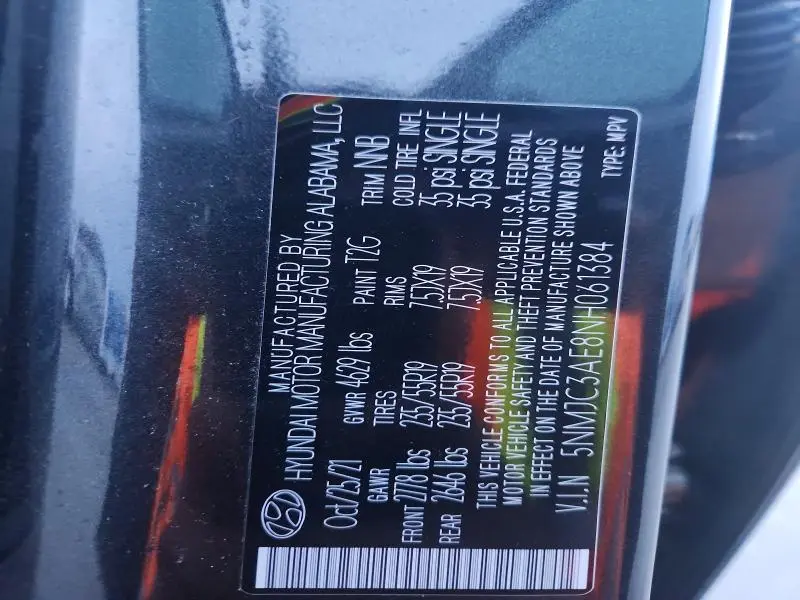 MANUFACTURED BY
HYUNDAI MOTOR MANUFACTURING ALABAMA, LLC
Od/25/21 GVWR 4629 lbs PAINT T2G TRIM NNB
GAWR TIRES RIMS COLD TIRE INFL
FRONT 2778 lbs 235/55R19 7.5JX19 35 psi SINGLE
REAR 2646 lbs 235/55R19 7.5JX19 35 psi SINGLE
THIS VEHICLE CONFORMS TO ALL APPLICABLE U.S.A. FEDERAL
MOTOR VEHICLE SAFETY AND THEFT PREVENTION STANDARDS
IN EFFECT ON THE DATE OF MANUFACTURE SHOWN ABOVE
V.I.N 5NMJC3AE8NH061384 TYPE: MPV